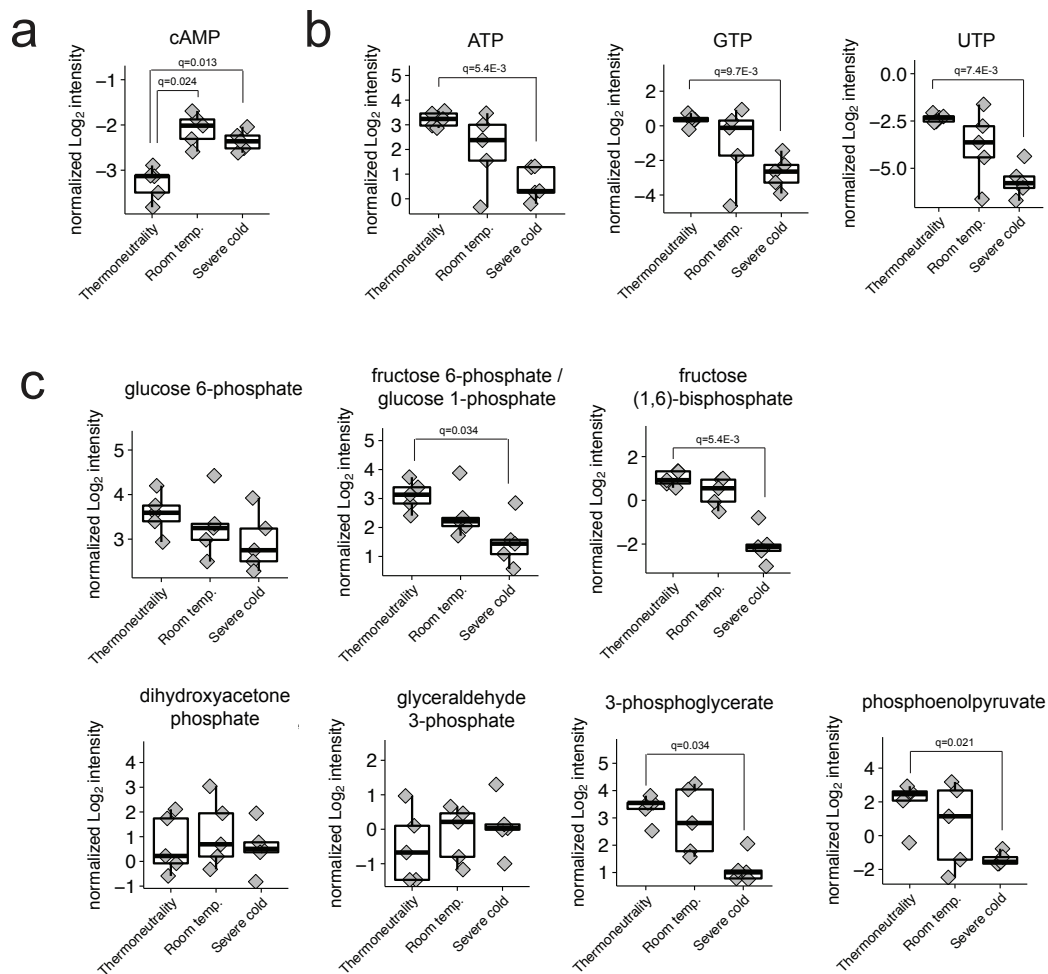 a
cAMP
normalized Log₂ intensity
−1
−2
−3
q=0.013
q=0.024
Thermoneutrality
Room temp.
Severe cold
b
ATP
normalized Log₂ intensity
5
4
3
2
1
0
q=5.4E-3
Thermoneutrality
Room temp.
Severe cold
GTP
normalized Log₂ intensity
2
0
−2
−4
q=9.7E-3
Thermoneutrality
Room temp.
Severe cold
UTP
normalized Log₂ intensity
0.0
−2.5
−5.0
q=7.4E-3
Thermoneutrality
Room temp.
Severe cold
c
glucose 6-phosphate
normalized Log₂ intensity
5
4
3
Thermoneutrality
Room temp.
Severe cold
fructose 6-phosphate /
glucose 1-phosphate
normalized Log₂ intensity
5
4
3
2
1
q=0.034
Thermoneutrality
Room temp.
Severe cold
fructose
(1,6)-bisphosphate
normalized Log₂ intensity
2
0
−2
q=5.4E-3
Thermoneutrality
Room temp.
Severe cold
dihydroxyacetone
phosphate
normalized Log₂ intensity
4
3
2
1
0
−1
Thermoneutrality
Room temp.
Severe cold
glyceraldehyde
3-phosphate
normalized Log₂ intensity
2
1
0
−1
Thermoneutrality
Room temp.
Severe cold
3-phosphoglycerate
normalized Log₂ intensity
5
4
3
2
1
q=0.034
Thermoneutrality
Room temp.
Severe cold
phosphoenolpyruvate
normalized Log₂ intensity
4
2
0
−2
q=0.021
Thermoneutrality
Room temp.
Severe cold